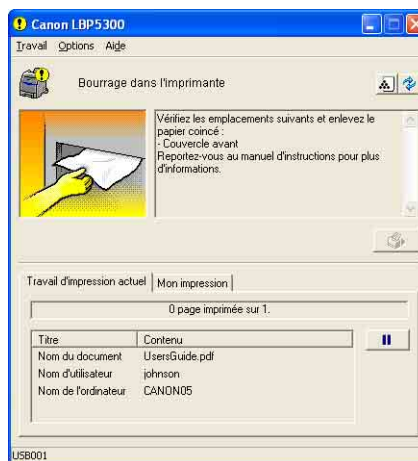 Canon LBP5300
Travail Options Aide
Bourrage dans l'imprimante
Vérifiez les emplacements suivants et enlevez le
papier coincé :
- Couvercle avant
Reportez-vous au manuel d'instructions pour plus
d'informations.
Travail d'impression actuel Mon impression
0 page imprimée sur 1.
Titre Contenu
Nom du document UsersGuide.pdf
Nom d'utilisateur johnson
Nom de l'ordinateur CANON05
USB001